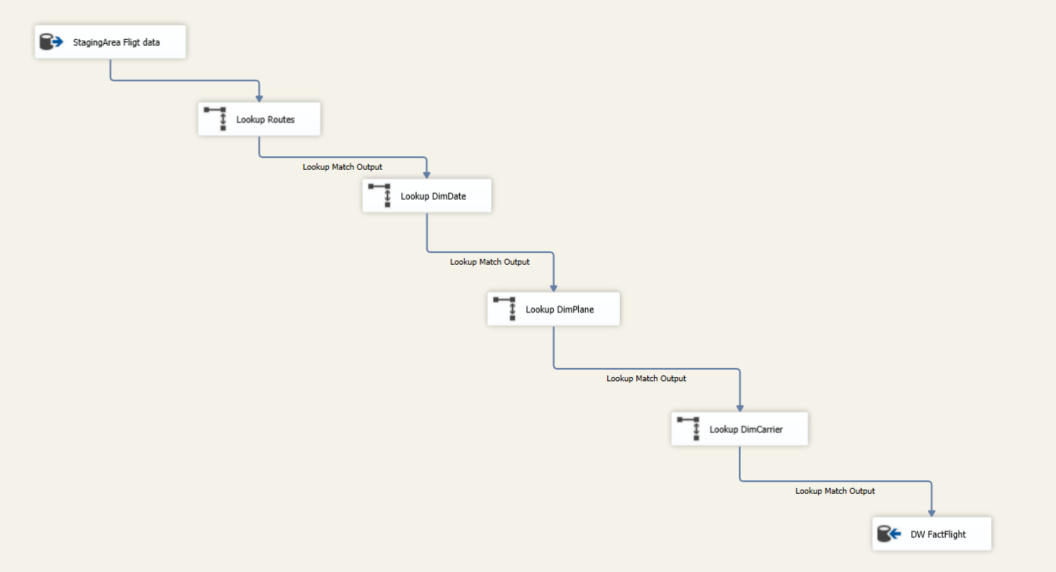 StagingArea Fligt data
Lookup Routes
Lookup Match Output
Lookup DimDate
Lookup Match Output
Lookup DimPlane
Lookup Match Output
Lookup DimCarrier
Lookup Match Output
DW FactFlight